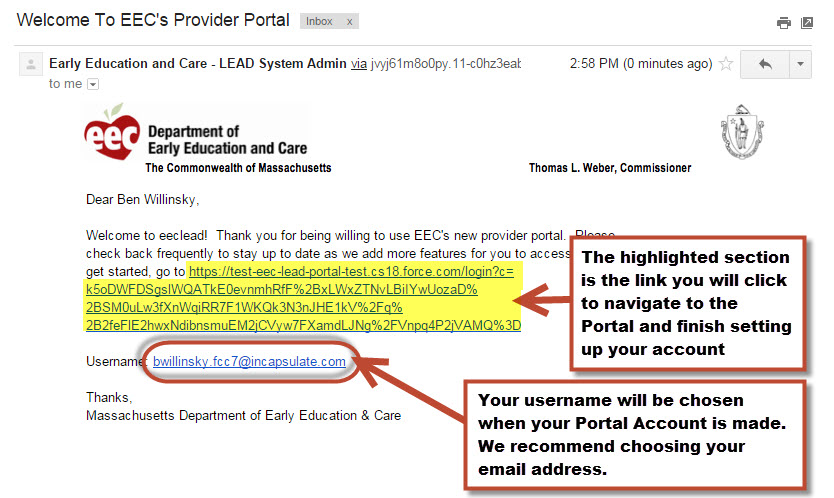 Welcome To EEC's Provider Portal Inbox x
Early Education and Care - LEAD System Admin via jvyj61m8o0py.11-c0hz3eab 2:58 PM (0 minutes ago)
to me
eec Department of
Early Education and Care
The Commonwealth of Massachusetts Thomas L. Weber, Commissioner
Dear Ben Willinsky,
Welcome to eeclead! Thank you for being willing to use EEC's new provider portal. Please
check back frequently to stay up to date as we add more features for you to access
get started, go to https://test-eec-lead-portal-test.cs18.force.com/login?c=
k5oDWFDSgslWQATkE0evnmhRfF%2BxLWxZTNvLBilYwUozaD%
2BSM0uLw3fXnWqiRR7F1WKQk3N3nJHE1kV%2Fq%
2B2feFlE2hwxNdibnsmuEM2jCVyw7FXamdLJNg%2FVnpq4P2jVAMQ%3D
The highlighted section
is the link you will click
to navigate to the
Portal and finish setting
up your account
Username: bwillinsky.fcc7@incapsulate.com
Thanks,
Massachusetts Department of Early Education & Care
Your username will be chosen
when your Portal Account is made.
We recommend choosing your
email address.